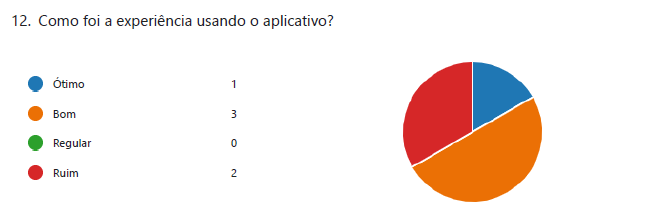 12. Como foi a experiência usando o aplicativo?
Ótimo 1
Bom 3
Regular 0
Ruim 2